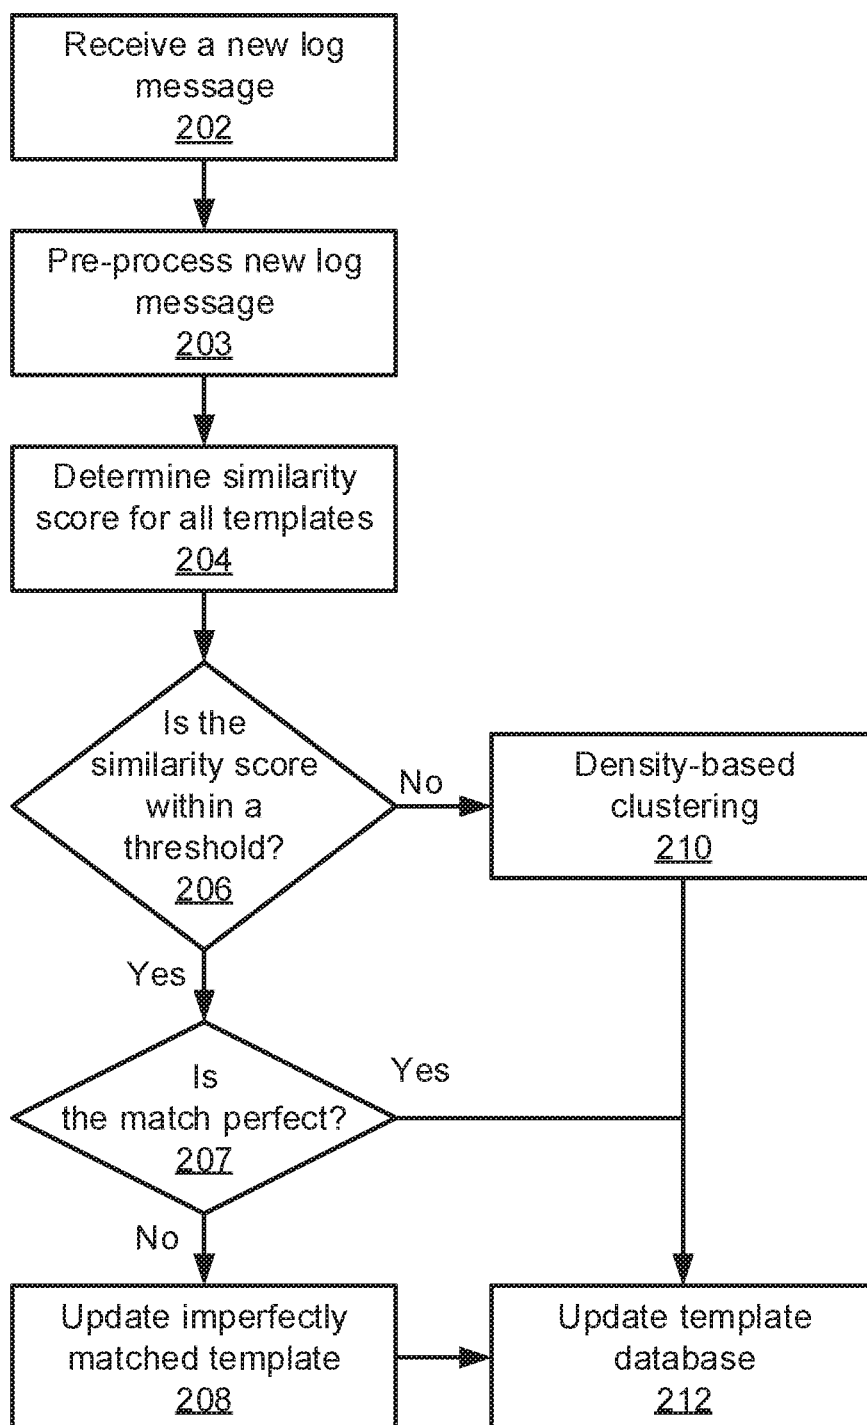 Receive a new log
message
202
Pre-process new log
message
203
Determine similarity
score for all templates
204
Is the
similarity score
within a
threshold?
206
No
Density-based
clustering
210
Yes
Is
the match perfect?
207
Yes
No
Update imperfectly
matched template
208
Update template
database
212